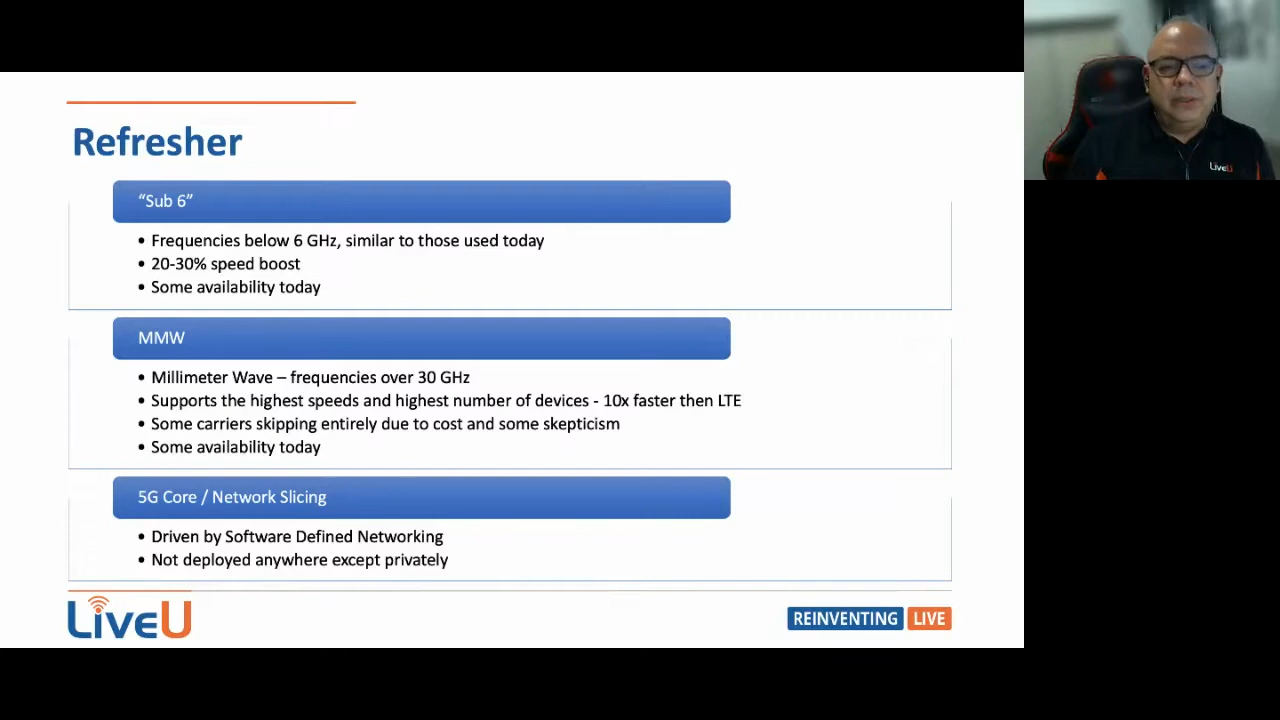 Refresher
“Sub 6”
• Frequencies below 6 GHz, similar to those used today
• 20-30% speed boost
• Some availability today
MMW
• Millimeter Wave – frequencies over 30 GHz
• Supports the highest speeds and highest number of devices - 10x faster then LTE
• Some carriers skipping entirely due to cost and some skepticism
• Some availability today
5G Core / Network Slicing
• Driven by Software Defined Networking
• Not deployed anywhere except privately
LiveU
REINVENTING LIVE
LiveU